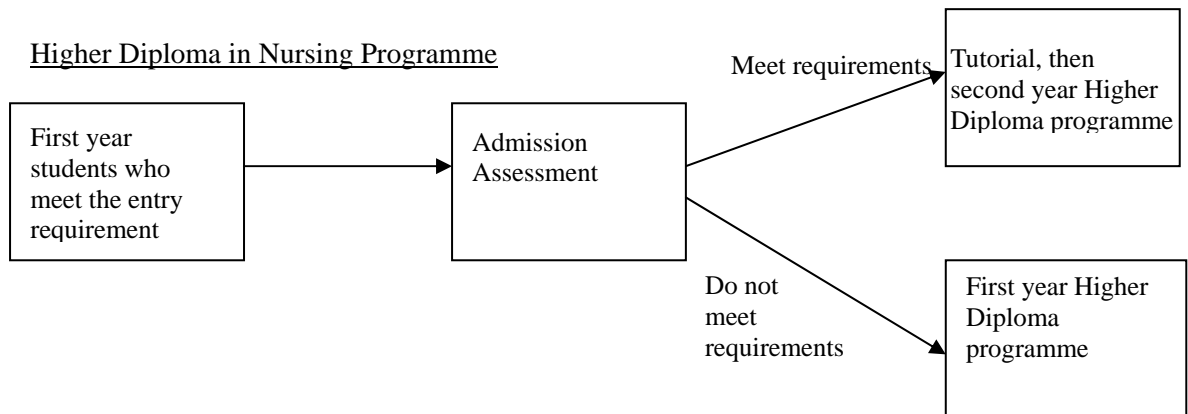 Higher Diploma in Nursing Programme
First year
students who
meet the entry
requirement
Admission
Assessment
Meet requirements
Tutorial, then
second year Higher
Diploma programme
Do not
meet
requirements
First year Higher
Diploma
programme